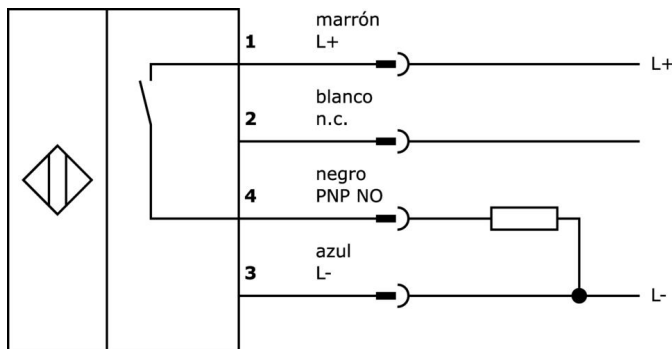 marrón
1
L+
L+
blanco
2
n.c.
negro
4
PNP NO
azul
3
L-
L-